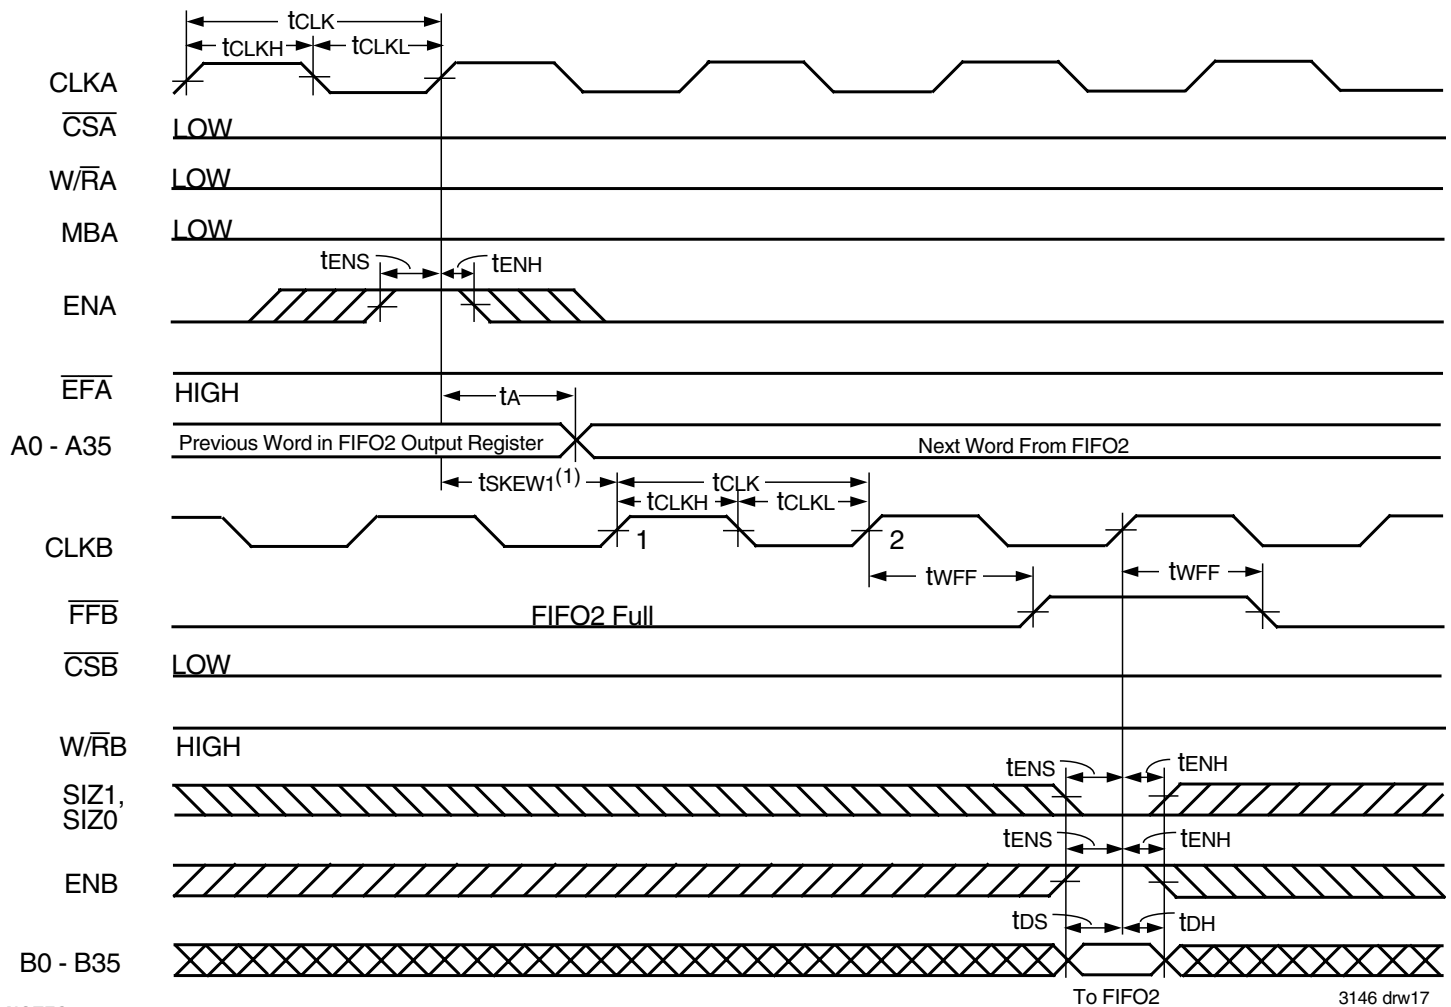 tCLK
tCLKH
tCLKL
CLKA
CSA
LOW
W/RA
LOW
MBA
LOW
tENS
tENH
ENA
EFA
HIGH
tA
A0 - A35
Previous Word in FIFO2 Output Register
Next Word From FIFO2
tSKEW1(1)
tCLK
tCLKH
tCLKL
CLKB
1
2
tWFF
tWFF
FFB
FIFO2 Full
CSB
LOW
W/RB
HIGH
tENS
tENH
SIZ1,
SIZ0
tENS
tENH
ENB
tDS
tDH
B0 - B35
To FIFO2
3146 drw17